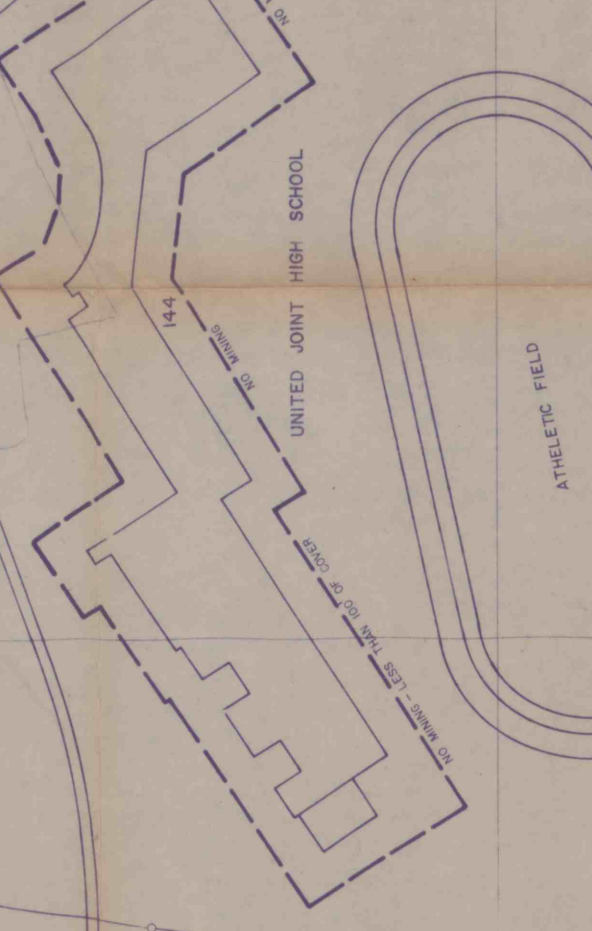 NO
UNITED JOINT HIGH SCHOOL
144
NO MINING
ATHELETIC FIELD
NO MINING - LESS THAN 100 OF COVER